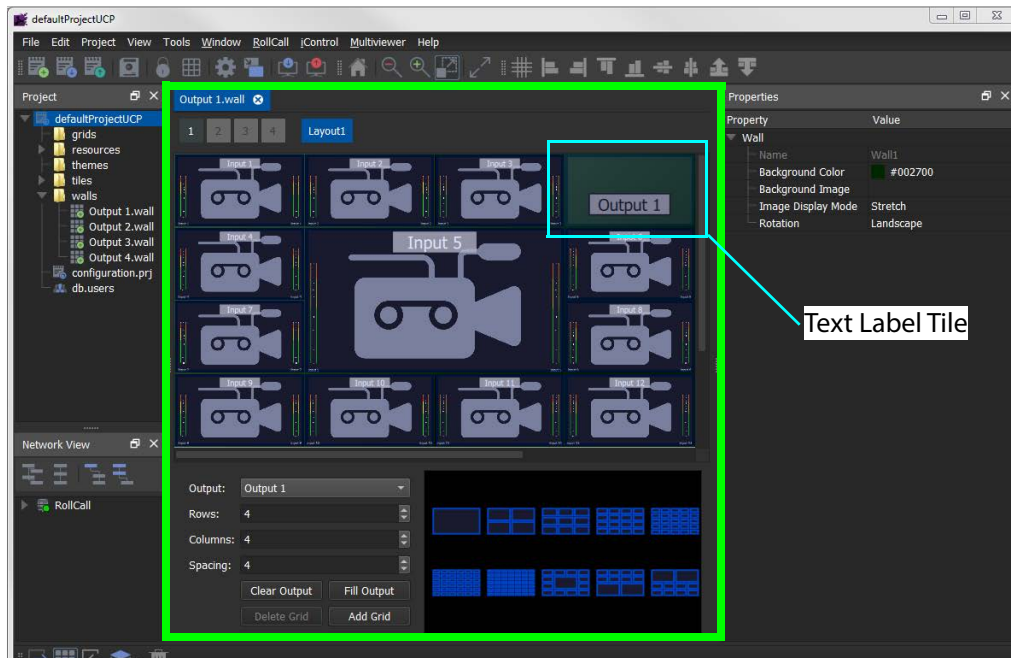 defaultProjectUCP
File Edit Project View Tools Window RollCall iControl Multiviewer Help
Project
defaultProjectUCP
grids
resources
themes
tiles
walls
Output 1.wall
Output 2.wall
Output 3.wall
Output 4.wall
configuration.prj
db.users
Network View
RollCall
Output 1.wall
1 2 3 4 Layout1
Input 1 Input 2 Input 3 Output 1
Input 4 Input 5
Input 7 Input 8
Input 9 Input 10 Input 11 Input 12
Output: Output 1
Rows: 4
Columns: 4
Spacing: 4
Clear Output Fill Output
Delete Grid Add Grid
Properties
Property Value
Wall
Name Wall1
Background Color #002700
Background Image
Image Display Mode Stretch
Rotation Landscape
Text Label Tile